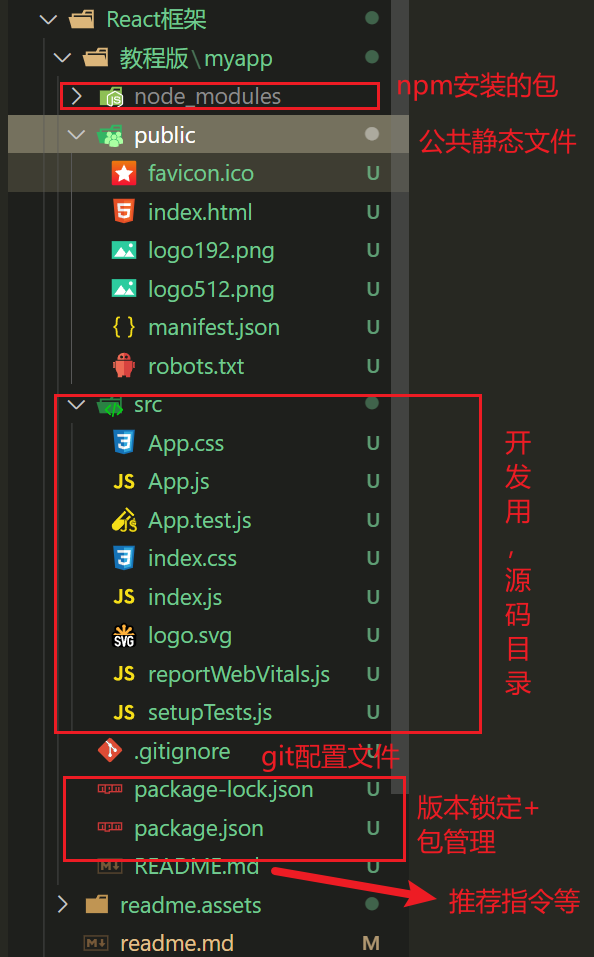 React框架
教程版\myapp
node_modules
npm安装的包
public
公共静态文件
favicon.ico U
index.html U
logo192.png U
logo512.png U
{ } manifest.json U
robots.txt U
src
App.css U
JS App.js U
App.test.js U
index.css U
JS index.js U
SVG logo.svg U
JS reportWebVitals.js U
JS setupTests.js U
开发用,源码目录
.gitignore U
git配置文件
package-lock.json U
package.json U
版本锁定+
包管理
README.md U
推荐指令等
readme.assets
readme.md M